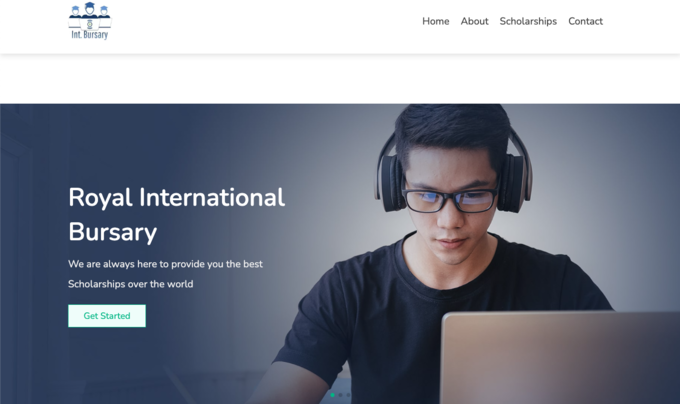 Int. Bursary
Home About Scholarships Contact
Royal International
Bursary
We are always here to provide you the best
Scholarships over the world
Get Started